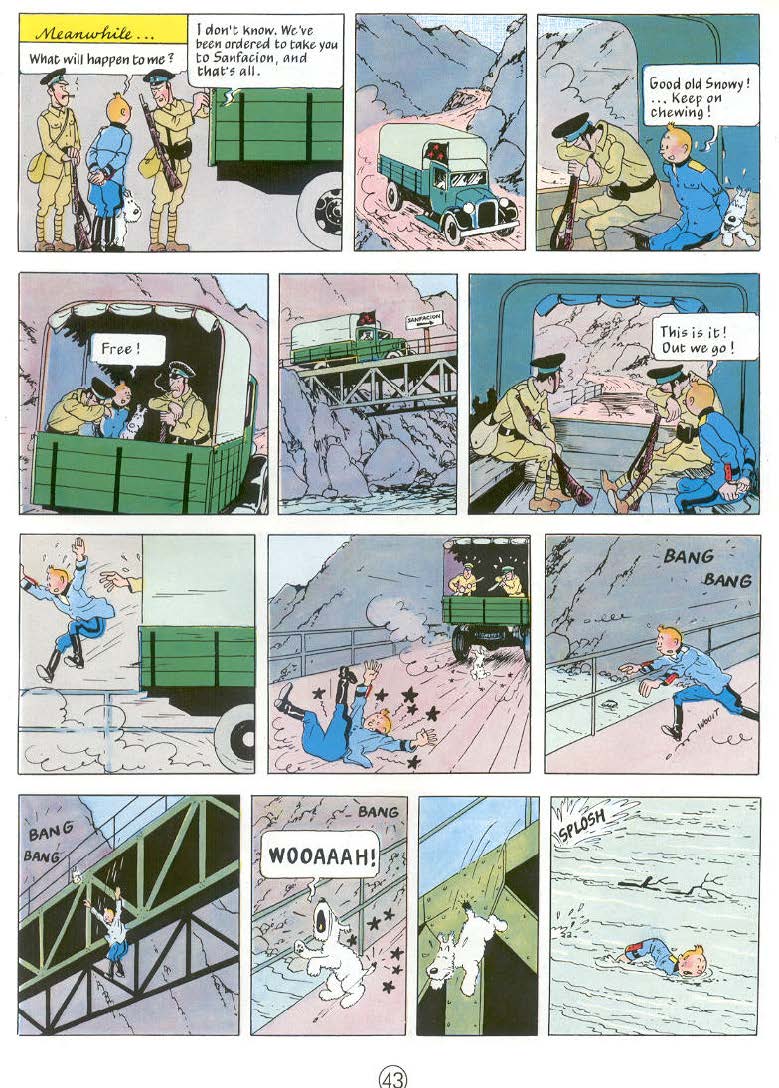 Meanwhile...
What will happen to me?
I don't know. We've
been ordered to take you
to Sanfacion, and
that's all.
Good old Snowy!
... Keep on
chewing!
Free!
SANFACION
This is it!
Out we go!
BANG
BANG
WOOIT
BANG
BANG
BANG
WOOAAAH!
SPLOSH
43